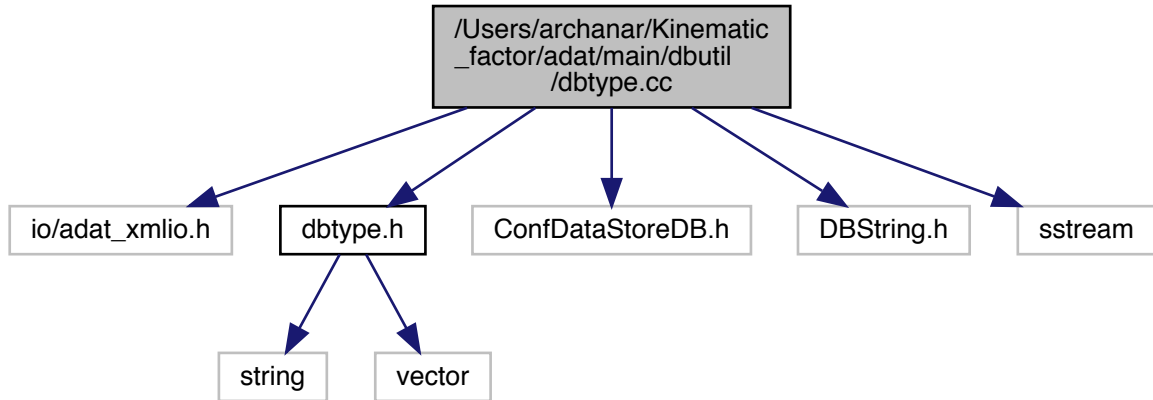 /Users/archanar/Kinematic
_factor/adat/main/dbutil
/dbtype.cc
io/adat_xmlio.h
dbtype.h
ConfDataStoreDB.h
DBString.h
sstream
string
vector